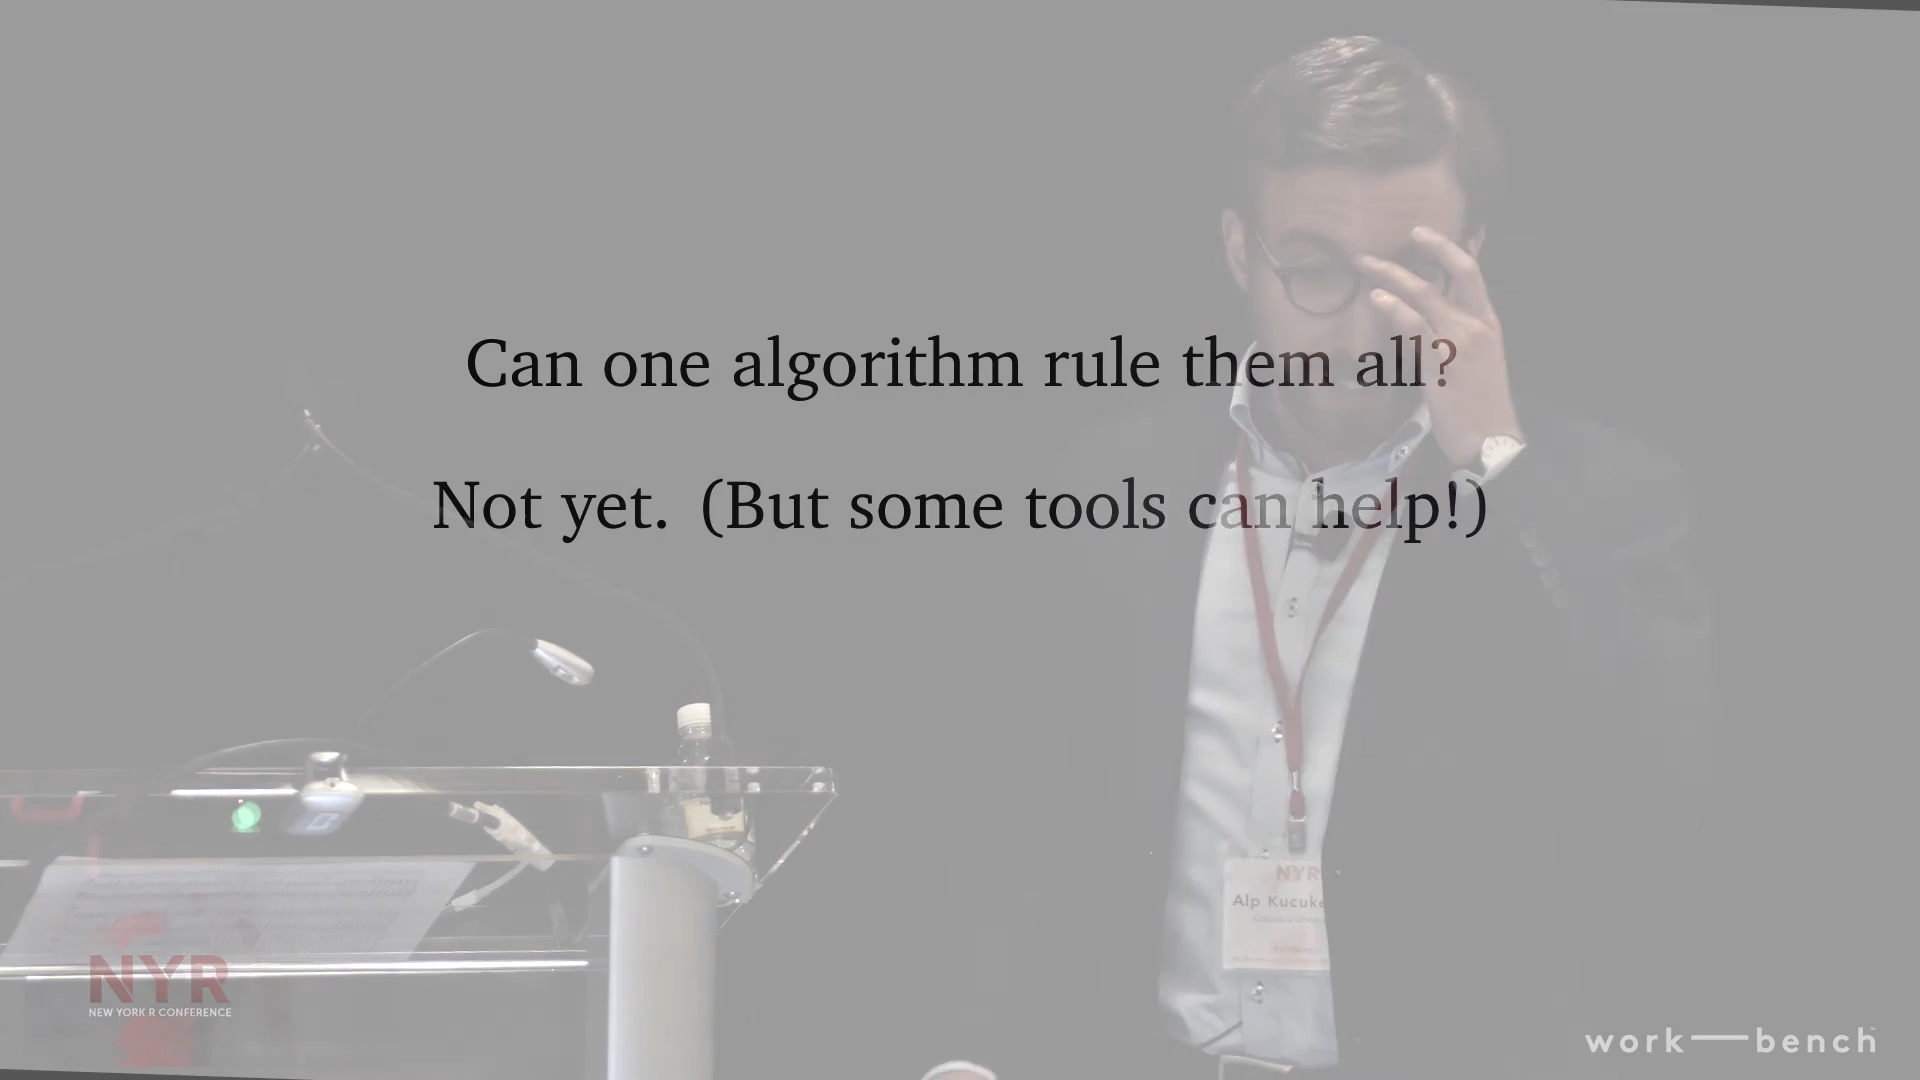 Can one algorithm rule them all?
Not yet. (But some tools can help!)
NYR
Alp
NYR
NEW YORK R CONFERENCE
work—bench